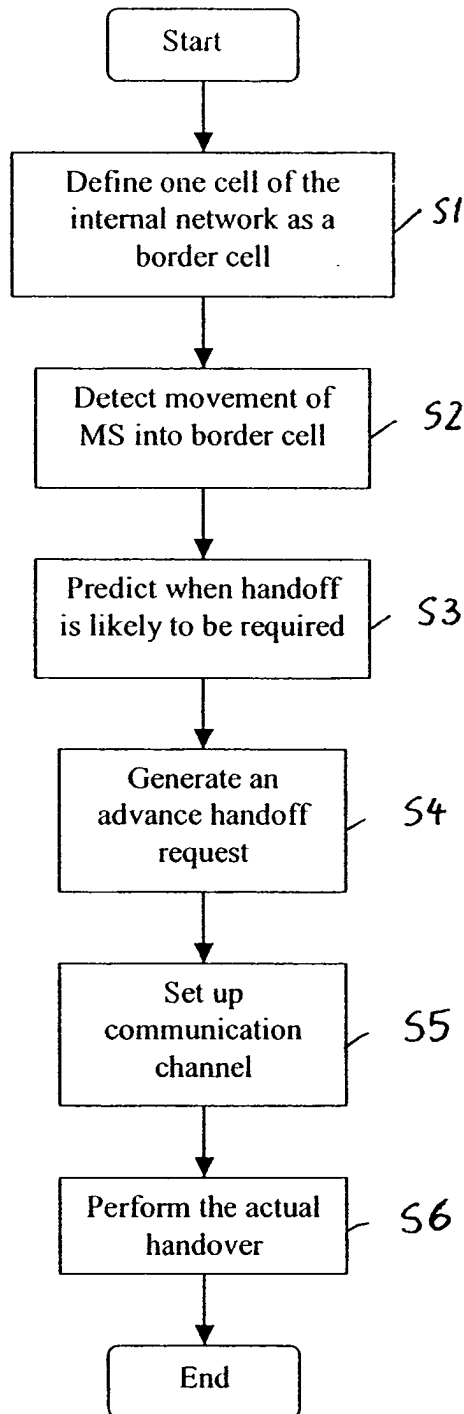 Start
Define one cell of the
internal network as a
border cell
S1
Detect movement of
MS into border cell
S2
Predict when handoff
is likely to be required
S3
Generate an
advance handoff
request
S4
Set up
communication
channel
S5
Perform the actual
handover
S6
End